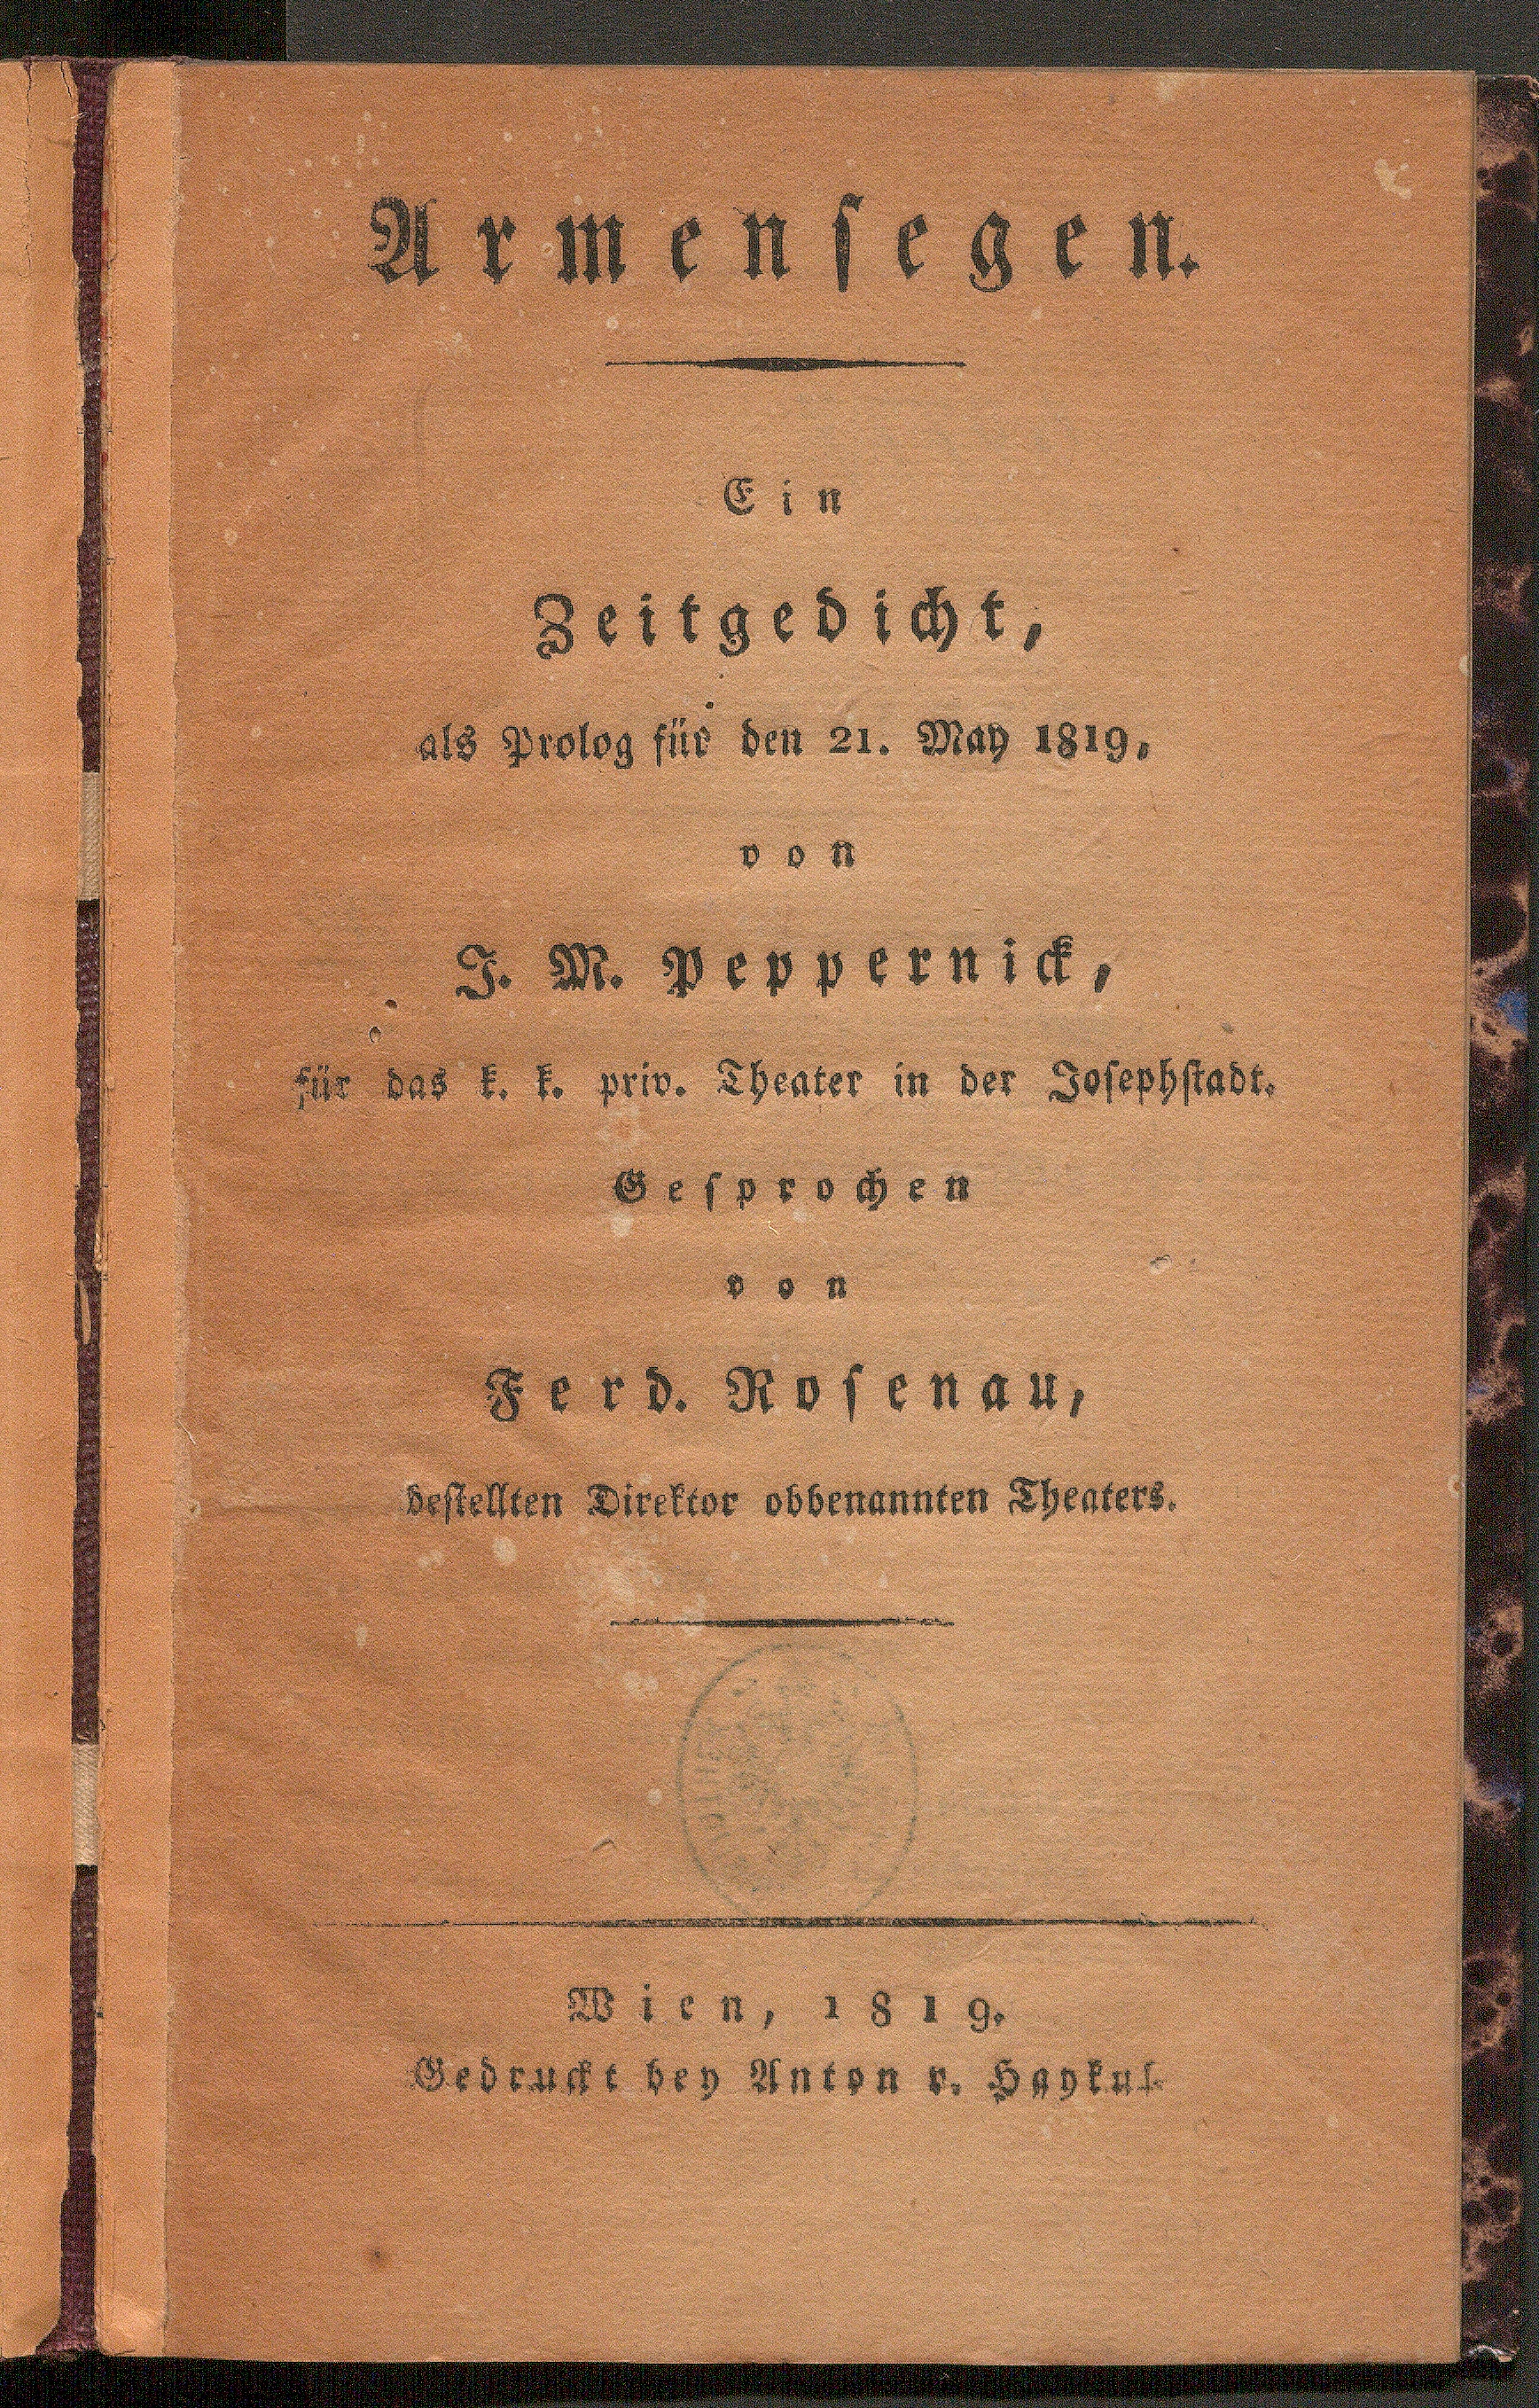 Armensegen.
Ein
Zeitgedicht,
als Prolog für den 21. May 1819,
von
J. M. Peppernick,
für das k. k. priv. Theater in der Josephstadt.
Gesprochen
von
Ferd. Rosenau,
bestellten Direktor obbenannten Theaters.
Wien, 1819.
Gedruckt bey Anton v. Haykul